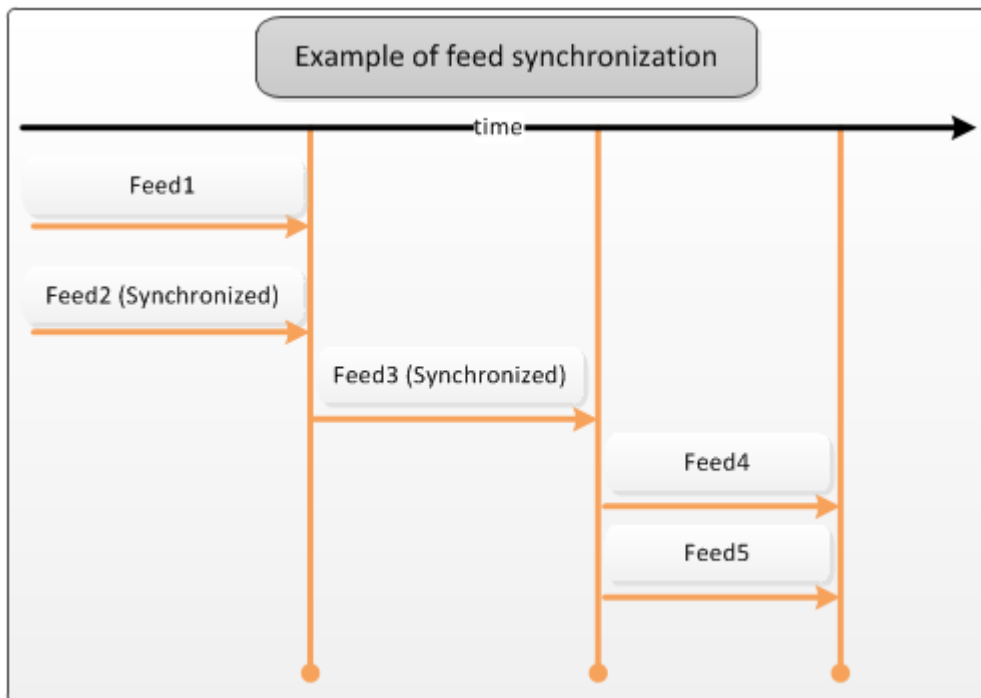 Example of feed synchronization
time
Feed1
Feed2 (Synchronized)
Feed3 (Synchronized)
Feed4
Feed5